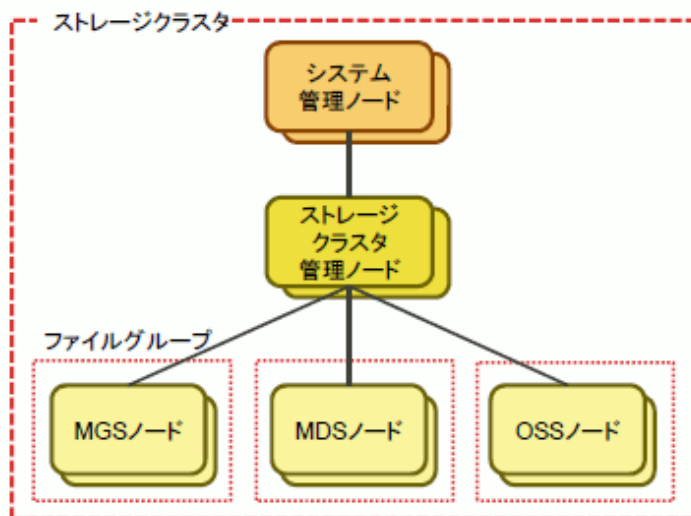 ストレージクラスタ
システム
管理ノード
ストレージ
クラスタ
管理ノード
ファイルグループ
MGSノード
MDSノード
OSSノード